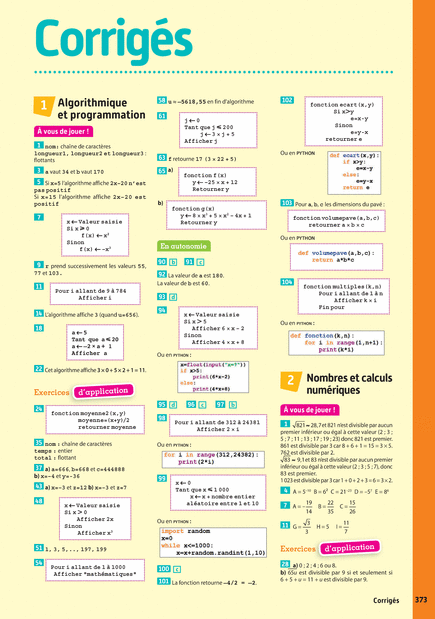 Corrigés
1 Algorithmique
et programmation
À vous de jouer !
1 nom : chaîne de caractères
longueur1, longueur2 et longueur3 :
flottants
3 a vaut 34 et b vaut 170
5 Si x=5 l'algorithme affiche 2x-20 n'est
pas positif
Si x=15 l'algorithme affiche 2x-20 est
positif
7
x ← Valeur saisie
Si x ⩾ 0
f(x) ← x²
Sinon
f(x) ← -x²
9 r prend successivement les valeurs 55,
77 et 103.
11
Pour i allant de 9 à 784
Afficher i
14 L'algorithme affiche 3 (quand u=656).
18
a ← 5
Tant que a ⩽ 20
a ← -2 × a + 1
Afficher a
22 Cet algorithme affiche 3 × 0 + 5 × 2 + 1 = 11.
Exercices d'application
24
fonction moyenne2(x,y)
moyenne ← (x+y)/2
retourner moyenne
35 nom : chaîne de caractères
temps : entier
total : flottant
37 a) a=666, b=668 et c=444888
b) x=-4 et y=-36
43 a) x=-3 et z=12 b) x=-3 et z=7
48
x ← Valeur saisie
Si x > 0
Afficher 2x
Sinon
Afficher x²
51 1, 3, 5,..., 197, 199
54
Pour i allant de 1 à 1000
Afficher "mathématiques"
58 u ≈ -5618,55 en fin d'algorithme
61
j ← 0
Tant que j ⩽ 200
j ← 3 × j + 5
Afficher j
63 f retourne 17 (3 × 22 + 5)
65 a)
fonction f(x)
y ← -25 × x + 12
Retourner y
b)
fonction g(x)
y ← 8 × x³ + 5 × x² - 4x + 1
Retourner y
En autonomie
90 b 91 c
92 La valeur de a est 180.
La valeur de b est 60.
93 d
94
x ← Valeur saisie
Si x > 5
Afficher 6 × x - 2
Sinon
Afficher 4 × x + 8
Ou en PYTHON :
x=float(input("x=?"))
if x>5:
print(6*x-2)
else:
print(4*x+8)
95 d 96 c 97 b
98
Pour i allant de 312 à 24381
Afficher 2 × i
Ou en PYTHON :
for i in range(312,24382):
print(2*i)
99
x ← 0
Tant que x ⩽ 1 000
x ← x + nombre entier
aléatoire entre 1 et 10
Ou en PYTHON :
import random
x=0
while x<=1000:
x=x+random.randint(1,10)
100 c
101 La fonction retourne -4/2 = -2.
102
fonction ecart(x,y)
Si x>y
e=x-y
Sinon
e=y-x
retourner e
Ou en PYTHON
def ecart(x,y):
if x>y:
e=x-y
else:
e=y-x
return e
103 Pour a, b, c les dimensions du pavé :
fonction volumepave(a,b,c)
retourner a × b × c
Ou en PYTHON
def volumepave(a,b,c):
return a*b*c
104
fonction multiples(k,n)
Pour i allant de 1 à n
Afficher k × i
Fin pour
Ou en PYTHON :
def fonction(k,n):
for i in range(1,n+1):
print(k*i)
2 Nombres et calculs
numériques
À vous de jouer !
1 √821 ≈ 28,7 et 821 n'est divisible par aucun
premier inférieur ou égal à cette valeur (2 ; 3 ;
5 ; 7 ; 11 ; 13 ; 17 ; 19 ; 23) donc 821 est premier.
861 est divisible par 3 car 8 + 6 + 1 = 15 = 3 × 5.
762 est divisible par 2.
√83 ≈ 9,1 et 83 n'est divisible par aucun premier
inférieur ou égal à cette valeur (2 ; 3 ; 5 ; 7), donc
83 est premier.
1 023 est divisible par 3 car 1 + 0 + 2 + 3 = 6 = 3 × 2.
7 A = -19/14 B = 22/35 C = 15/26
11 G = √3/3 H = 5 I = 11/7
Exercices d'application
28 a) 0 ; 2 ; 4 ; 6 ou 8.
b) 65u est divisible par 9 si et seulement si
6 + 5 + u = 11 + u est divisible par 9.
Corrigés 373